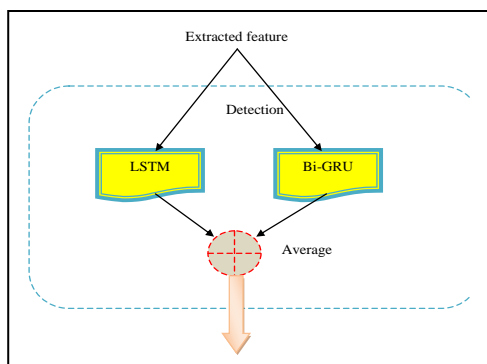 Extracted feature
Detection
LSTM
Bi-GRU
Average